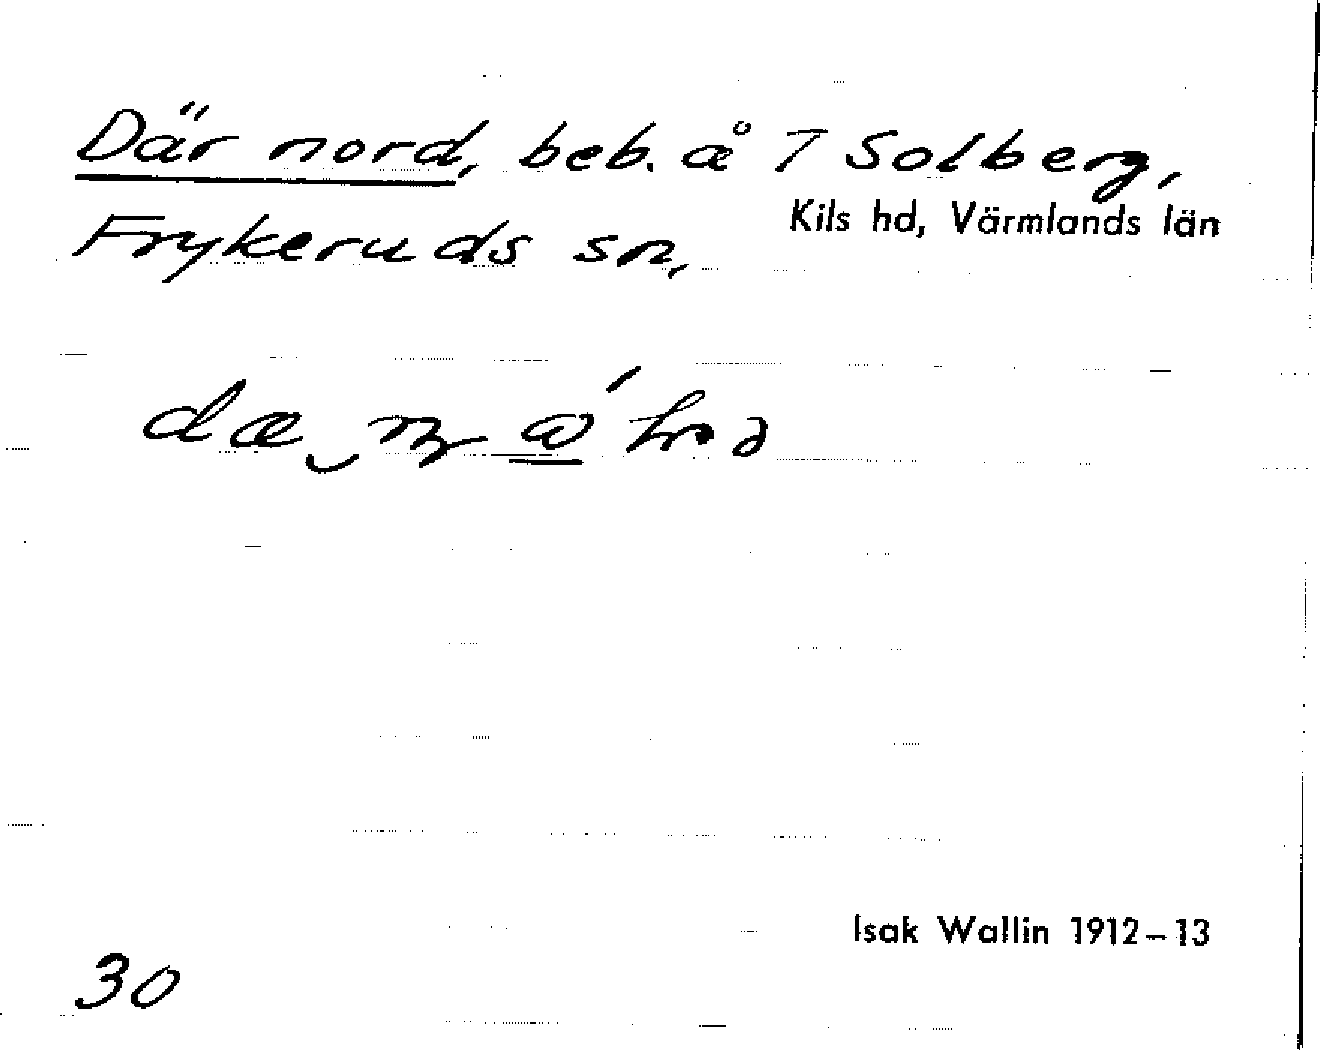 Där nord, beb. å 7 Solberg,
Kils hd, Värmlands län
Frykeruds sn,
Isak Wallin 1912–13
30